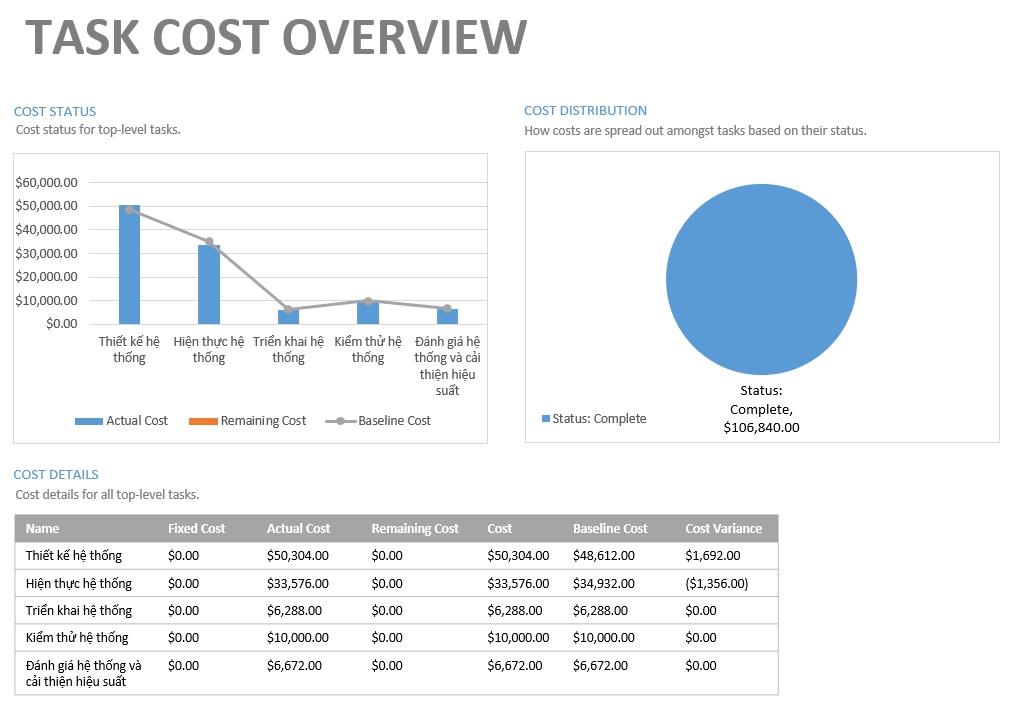 TASK COST OVERVIEW
COST STATUS
Cost status for top-level tasks.
$60,000.00
$50,000.00
$40,000.00
$30,000.00
$20,000.00
$10,000.00
$0.00
Thiết kế hệ thống
Hiện thực hệ thống
Triển khai hệ thống
Kiểm thử hệ thống
Đánh giá hệ thống và cải thiện hiệu suất
Actual Cost Remaining Cost Baseline Cost
COST DISTRIBUTION
How costs are spread out amongst tasks based on their status.
Status: Complete
Status:
Complete,
$106,840.00
COST DETAILS
Cost details for all top-level tasks.
Name Fixed Cost Actual Cost Remaining Cost Cost Baseline Cost Cost Variance
Thiết kế hệ thống $0.00 $50,304.00 $0.00 $50,304.00 $48,612.00 $1,692.00
Hiện thực hệ thống $0.00 $33,576.00 $0.00 $33,576.00 $34,932.00 ($1,356.00)
Triển khai hệ thống $0.00 $6,288.00 $0.00 $6,288.00 $6,288.00 $0.00
Kiểm thử hệ thống $0.00 $10,000.00 $0.00 $10,000.00 $10,000.00 $0.00
Đánh giá hệ thống và $0.00 $6,672.00 $0.00 $6,672.00 $6,672.00 $0.00
cải thiện hiệu suất